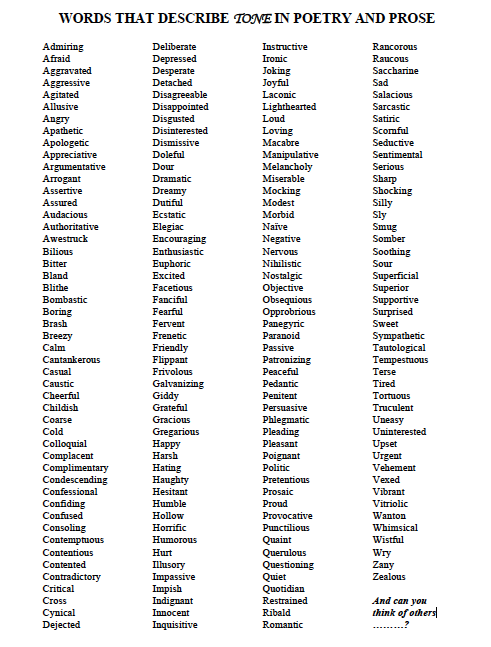 WORDS THAT DESCRIBE TONE IN POETRY AND PROSE
Admiring
Afraid
Aggravated
Aggressive
Agitated
Allusive
Angry
Apathetic
Apologetic
Appreciative
Argumentative
Arrogant
Assertive
Assured
Audacious
Authoritative
Awestruck
Bilious
Bitter
Bland
Blithe
Bombastic
Boring
Brash
Breezy
Calm
Cantankerous
Casual
Caustic
Cheerful
Childish
Coarse
Cold
Colloquial
Complacent
Complimentary
Condescending
Confessional
Confiding
Confused
Consoling
Contemptuous
Contentious
Contented
Contradictory
Critical
Cross
Cynical
Dejected
Deliberate
Depressed
Desperate
Detached
Disagreeable
Disappointed
Disgusted
Disinterested
Dismissive
Doleful
Dour
Dramatic
Dreamy
Dutiful
Ecstatic
Elegiac
Encouraging
Enthusiastic
Euphoric
Excited
Facetious
Fanciful
Fearful
Fervent
Frenetic
Friendly
Flippant
Frivolous
Galvanizing
Giddy
Grateful
Gracious
Gregarious
Happy
Harsh
Hating
Haughty
Hesitant
Humble
Hollow
Horrific
Humorous
Hurt
Illusory
Impassive
Impish
Indignant
Innocent
Inquisitive
Instructive
Ironic
Joking
Joyful
Laconic
Lighthearted
Loud
Loving
Macabre
Manipulative
Melancholy
Miserable
Mocking
Modest
Morbid
Naïve
Negative
Nervous
Nihilistic
Nostalgic
Objective
Obsequious
Opprobrious
Panegyric
Paranoid
Passive
Patronizing
Peaceful
Pedantic
Penitent
Persuasive
Phlegmatic
Pleading
Pleasant
Poignant
Politic
Pretentious
Prosaic
Proud
Provocative
Punctilious
Quaint
Querulous
Questioning
Quiet
Quotidian
Restrained
Ribald
Romantic
Rancorous
Raucous
Saccharine
Sad
Salacious
Sarcastic
Satiric
Scornful
Seductive
Sentimental
Serious
Sharp
Shocking
Silly
Sly
Smug
Somber
Soothing
Sour
Superficial
Superior
Supportive
Surprised
Sweet
Sympathetic
Tautological
Tempestuous
Terse
Tired
Tortuous
Truculent
Uneasy
Uninterested
Upset
Urgent
Vehement
Vexed
Vibrant
Vitriolic
Wanton
Whimsical
Wistful
Wry
Zany
Zealous
And can you
think of others
………?